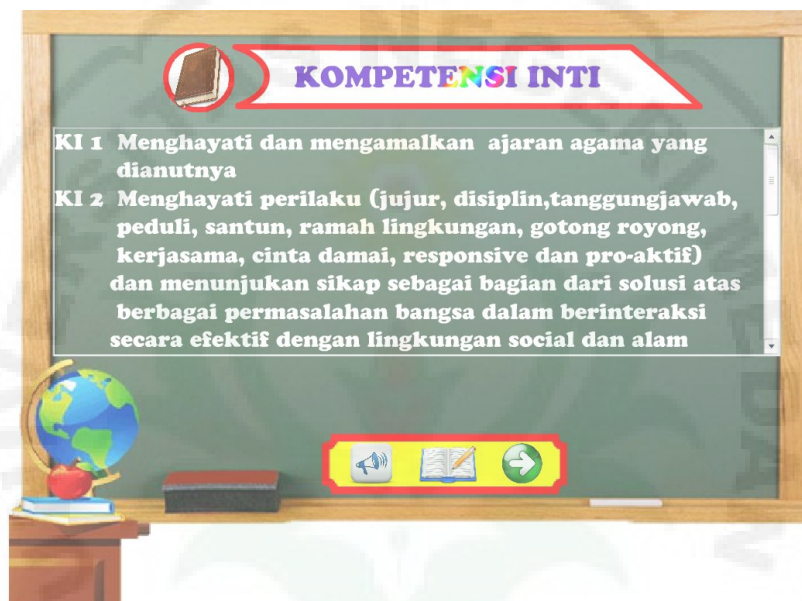 KOMPETENSI INTI
KI 1 Menghayati dan mengamalkan ajaran agama yang
dianutnya
KI 2 Menghayati perilaku (jujur, disiplin,tanggungjawab,
peduli, santun, ramah lingkungan, gotong royong,
kerjasama, cinta damai, responsive dan pro-aktif)
dan menunjukan sikap sebagai bagian dari solusi atas
berbagai permasalahan bangsa dalam berinteraksi
secara efektif dengan lingkungan social dan alam